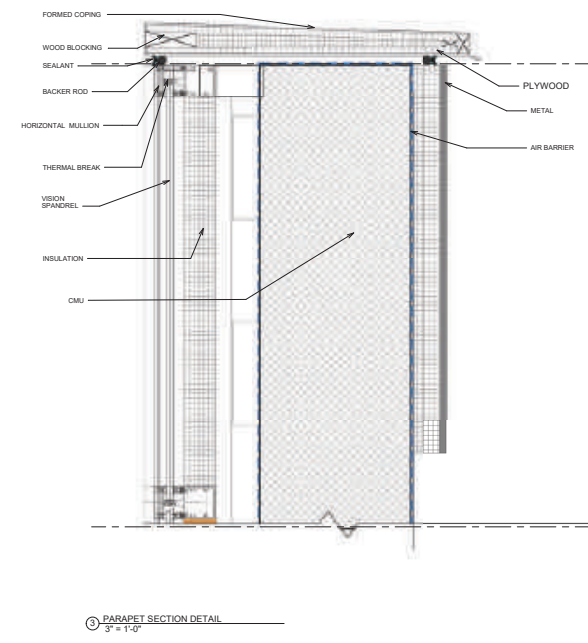 FORMED COPING
WOOD BLOCKING
SEALANT
BACKER ROD
HORIZONTAL MULLION
THERMAL BREAK
VISION
SPANDREL
INSULATION
CMU
PLYWOOD
METAL
AIR BARRIER
3 PARAPET SECTION DETAIL
3" = 1'-0"